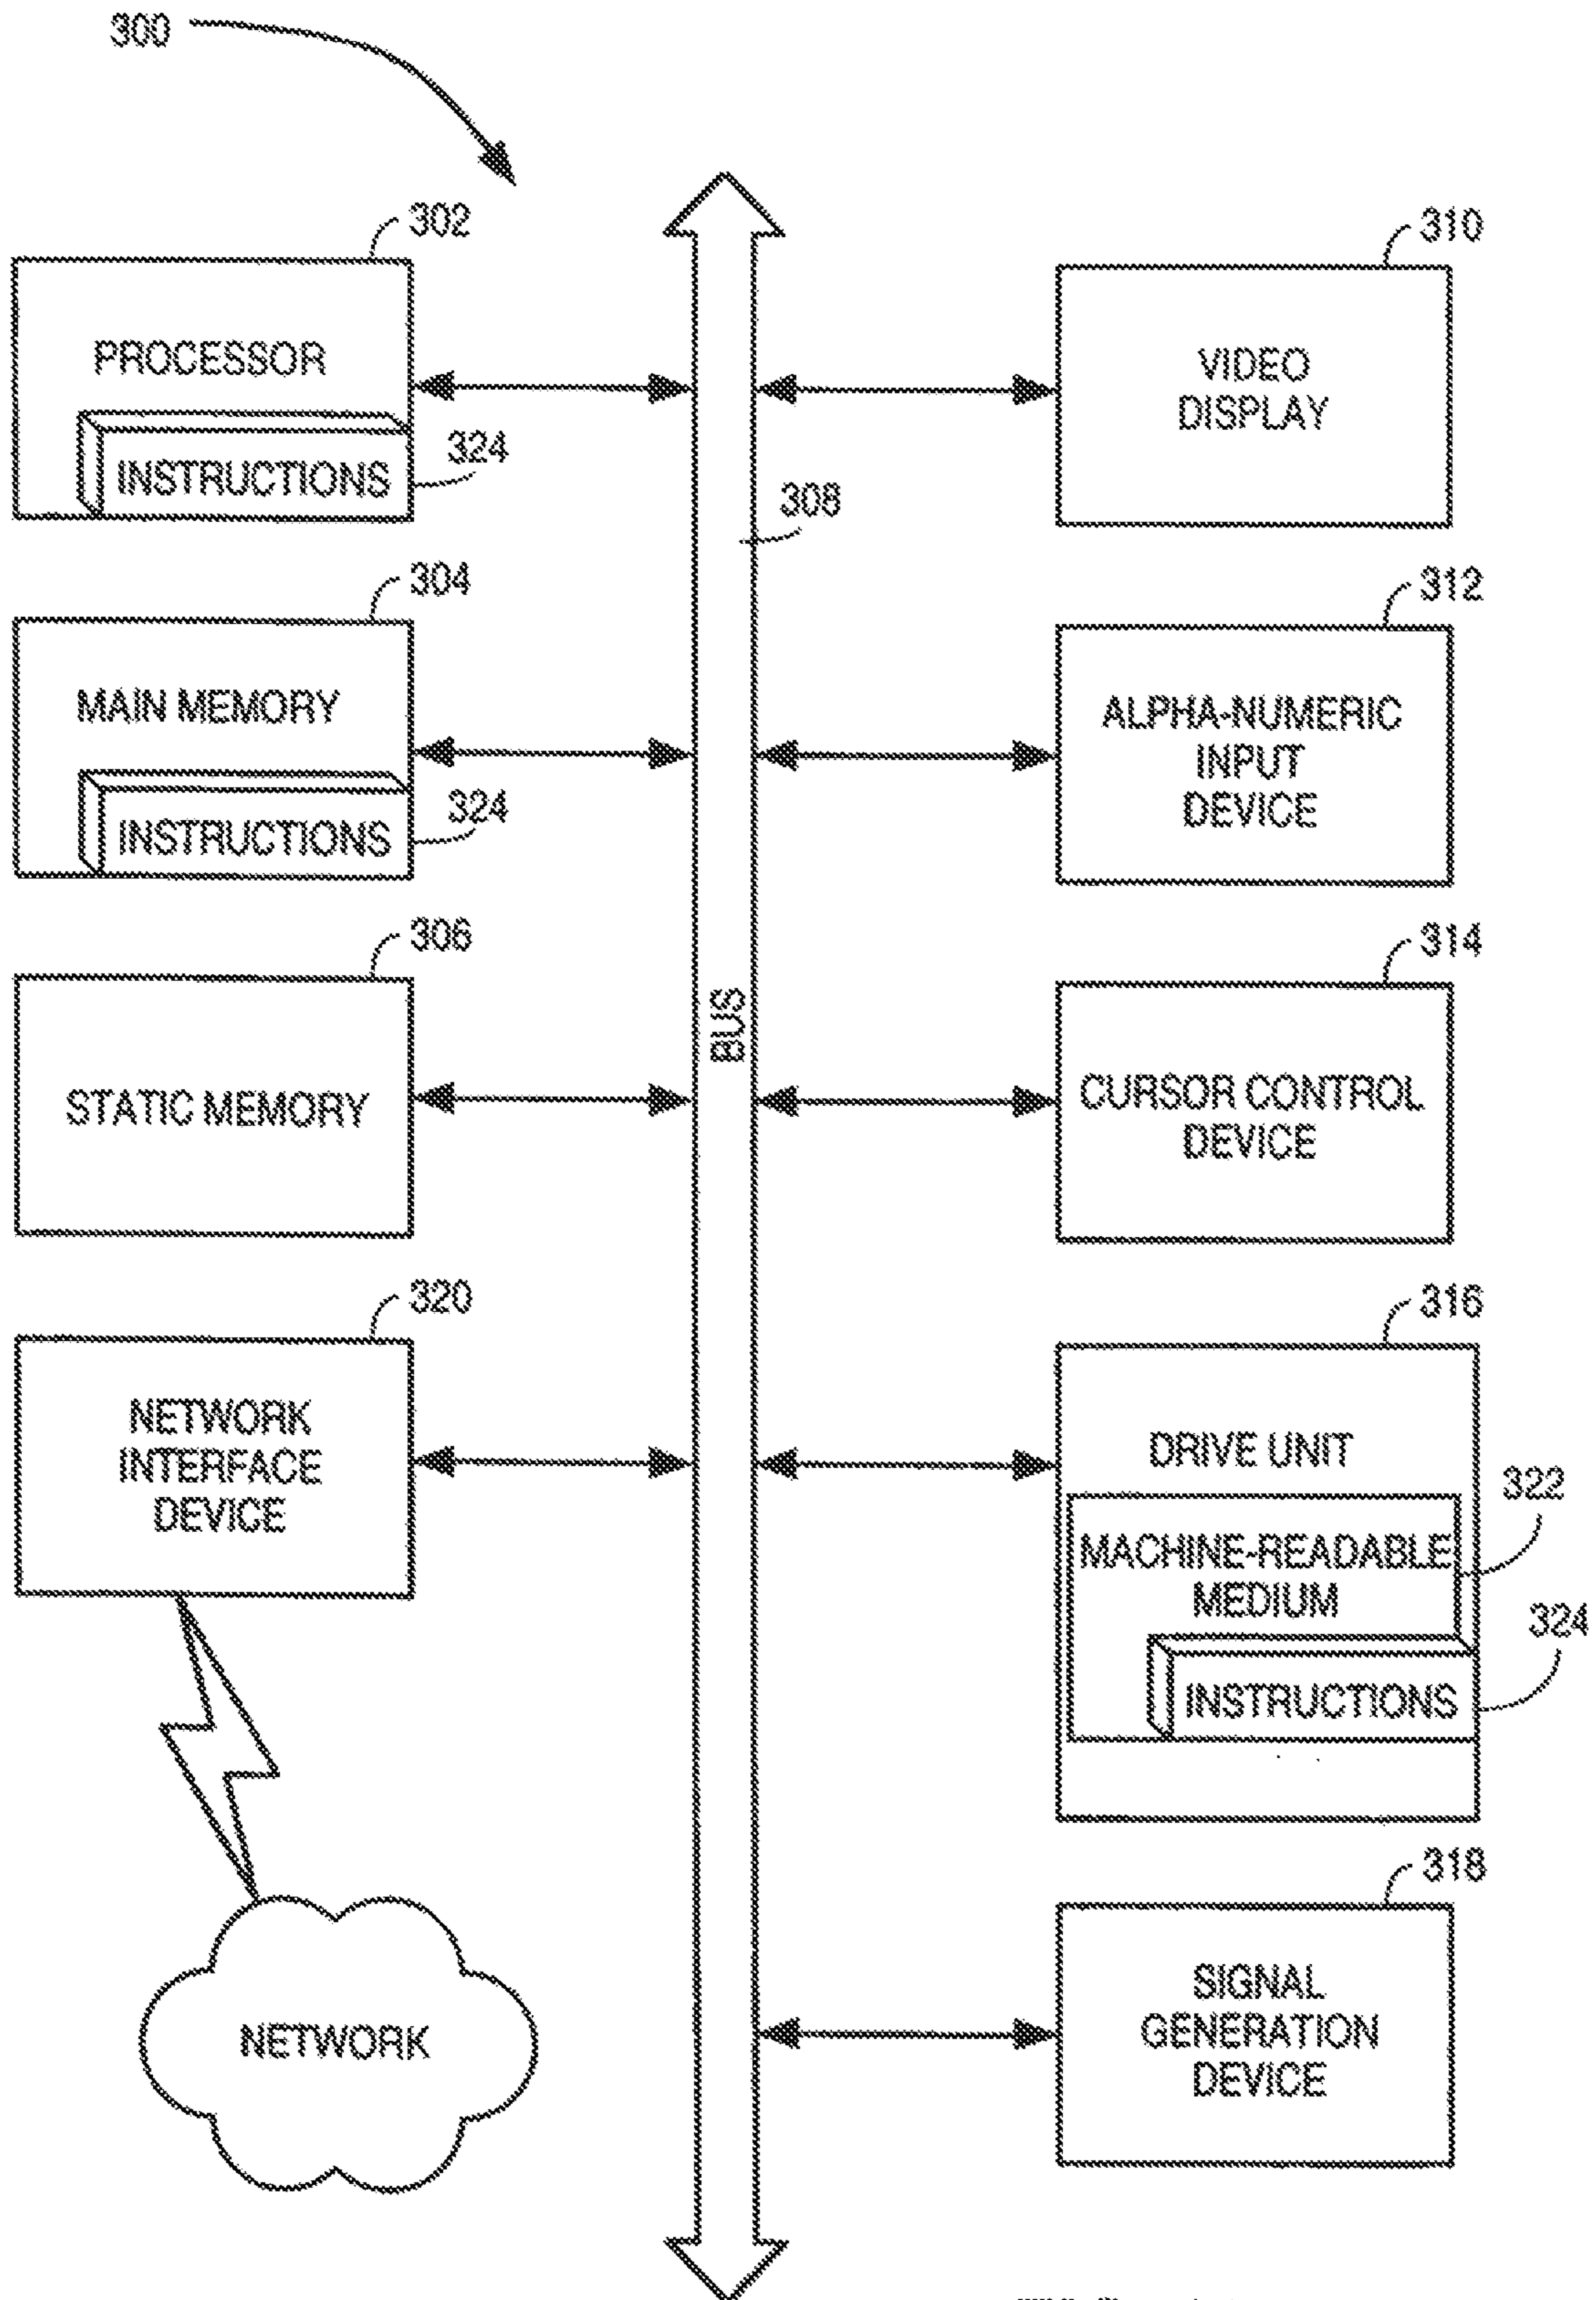 300
302
PROCESSOR
INSTRUCTIONS
324
304
MAIN MEMORY
INSTRUCTIONS
324
306
STATIC MEMORY
320
NETWORK
INTERFACE
DEVICE
NETWORK
308
BUS
310
VIDEO
DISPLAY
312
ALPHA-NUMERIC
INPUT
DEVICE
314
CURSOR CONTROL
DEVICE
316
DRIVE UNIT
322
MACHINE-READABLE
MEDIUM
324
INSTRUCTIONS
318
SIGNAL
GENERATION
DEVICE